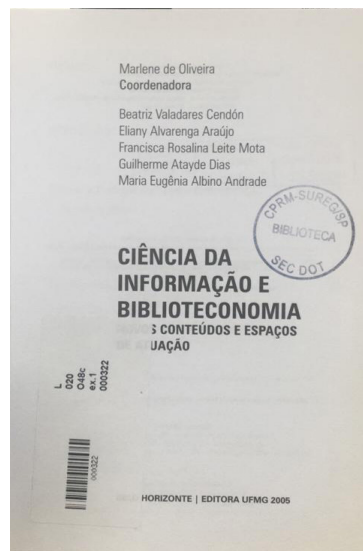 Marlene de Oliveira
Coordenadora
Beatriz Valadares Cendón
Eliany Alvarenga Araújo
Francisca Rosalina Leite Mota
Guilherme Atayde Dias
Maria Eugênia Albino Andrade
CPRM-SUREG/SP
BIBLIOTECA
SEC DOT
CIÊNCIA DA
INFORMAÇÃO E
BIBLIOTECONOMIA
S CONTEÚDOS E ESPAÇOS
UAÇÃO
L
020
O48c
ex.1
000322
000322
HORIZONTE | EDITORA UFMG 2005